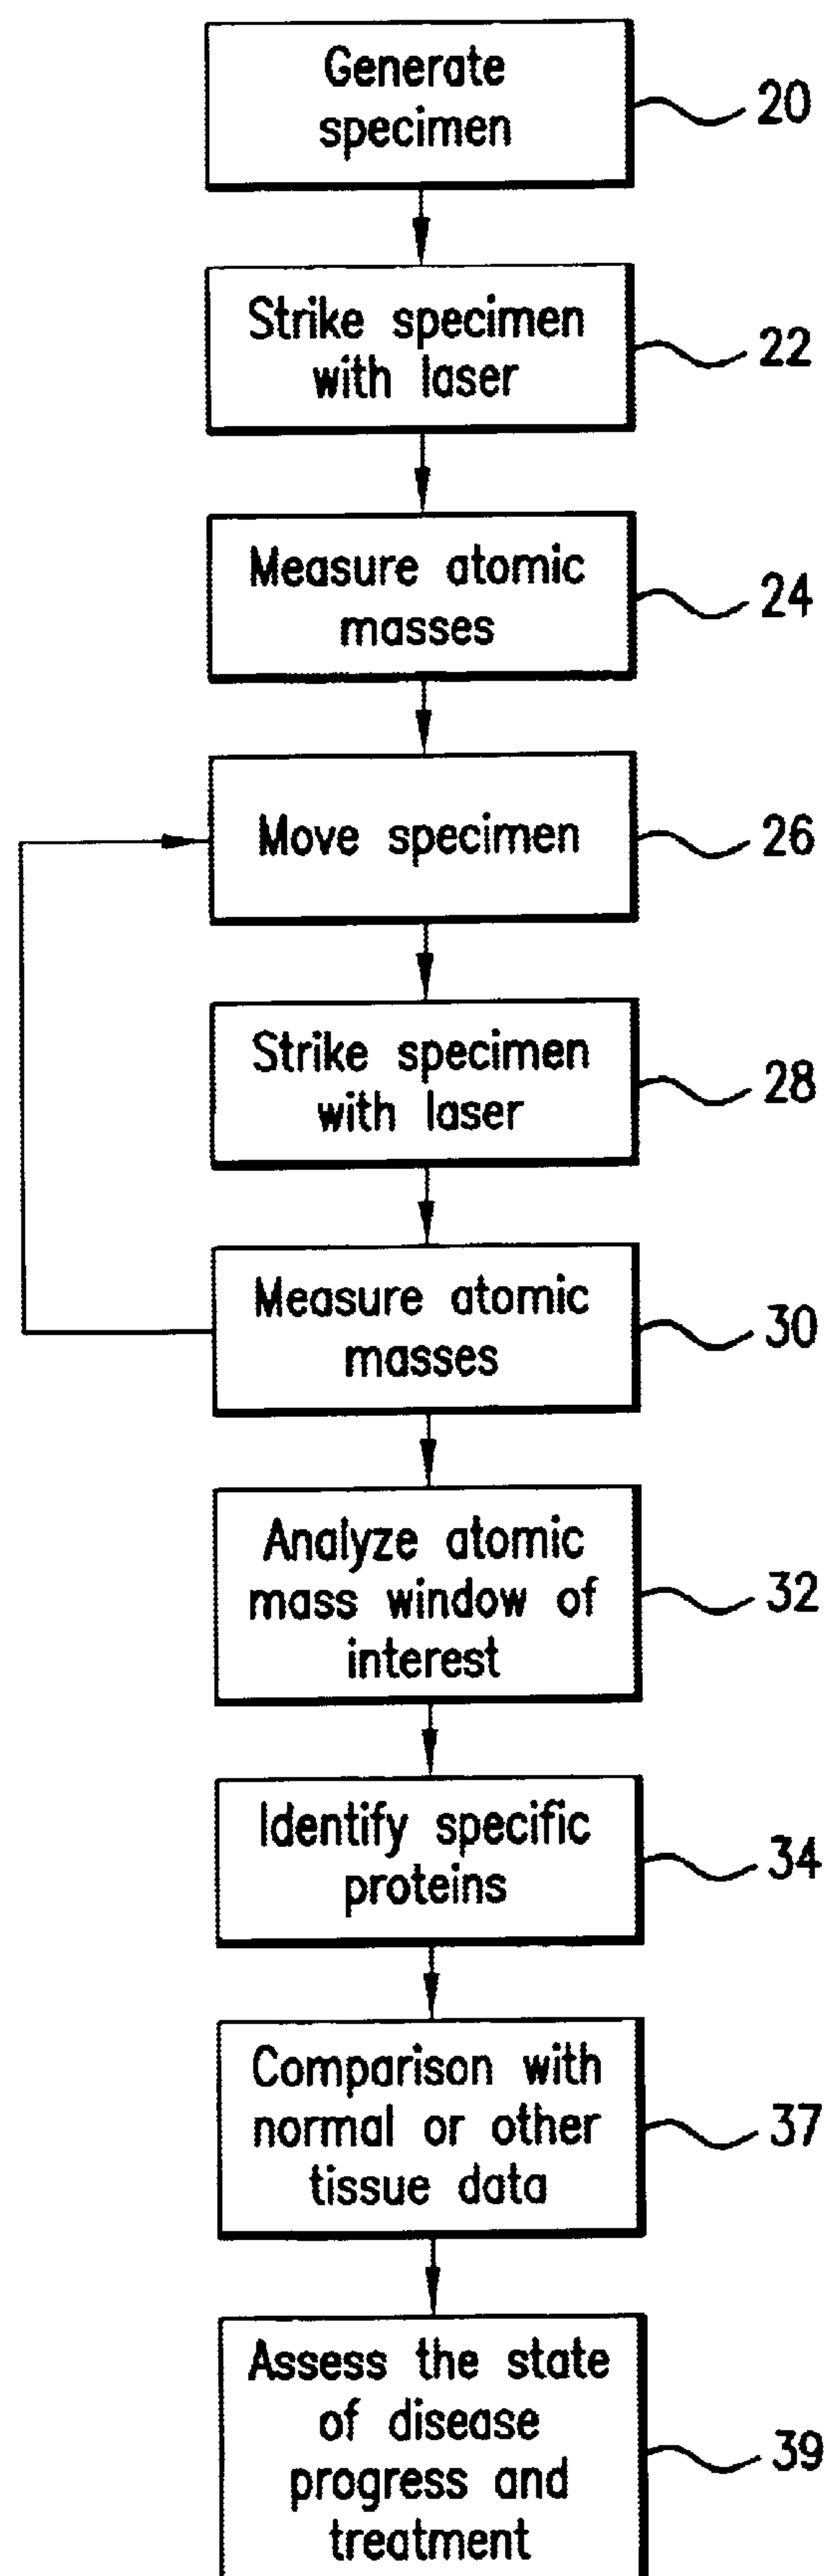 Generate
specimen
20
Strike specimen
with laser
22
Measure atomic
masses
24
Move specimen
26
Strike specimen
with laser
28
Measure atomic
masses
30
Analyze atomic
mass window of
interest
32
Identify specific
proteins
34
Comparison with
normal or other
tissue data
37
Assess the state
of disease
progress and
treatment
39